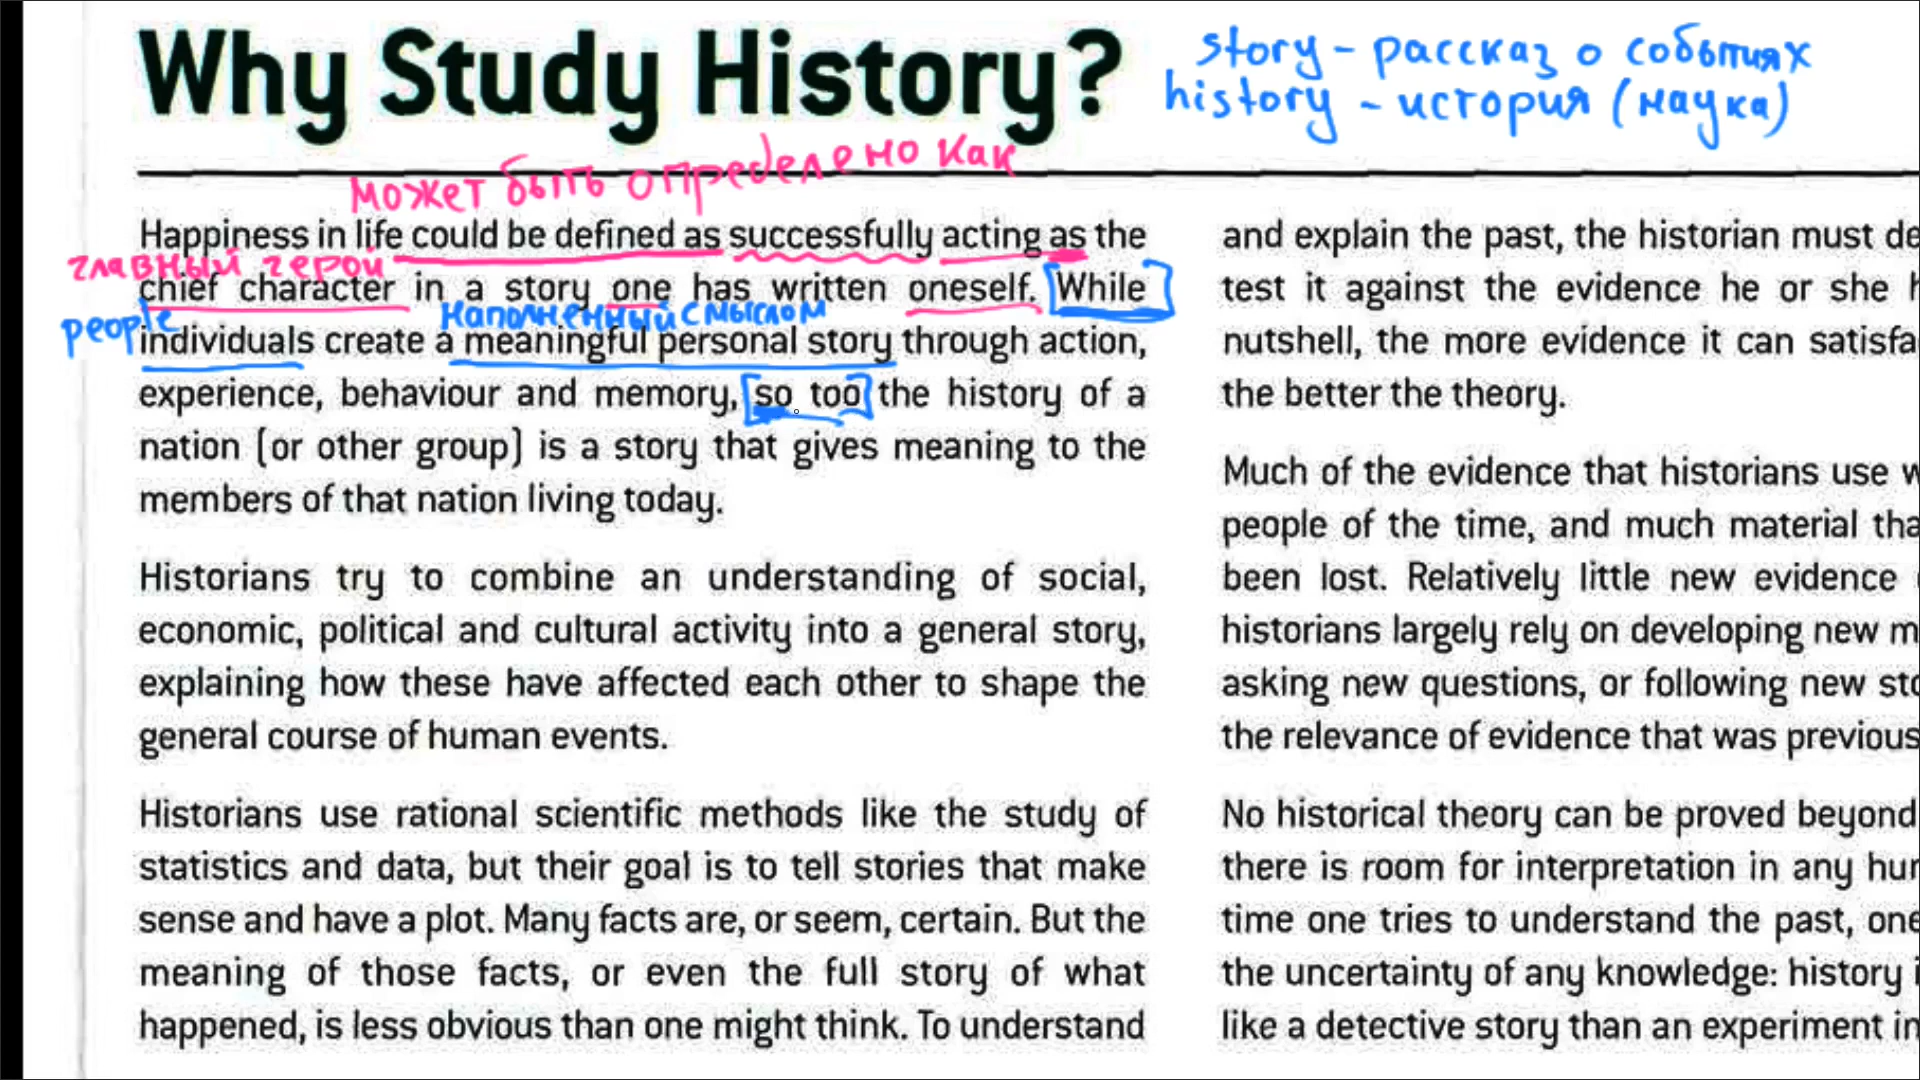 Why Study History?
story - рассказ о событиях
history - история (наука)
может быть определено как
Happiness in life could be defined as successfully acting as the
главный герой
chief character in a story one has written oneself. [While]
people наполненный смыслом
individuals create a meaningful personal story through action,
experience, behaviour and memory, [so too] the history of a
nation (or other group) is a story that gives meaning to the
members of that nation living today.
Historians try to combine an understanding of social,
economic, political and cultural activity into a general story,
explaining how these have affected each other to shape the
general course of human events.
Historians use rational scientific methods like the study of
statistics and data, but their goal is to tell stories that make
sense and have a plot. Many facts are, or seem, certain. But the
meaning of those facts, or even the full story of what
happened, is less obvious than one might think. To understand
and explain the past, the historian must de
test it against the evidence he or she h
nutshell, the more evidence it can satisfa
the better the theory.
Much of the evidence that historians use w
people of the time, and much material tha
been lost. Relatively little new evidence
historians largely rely on developing new m
asking new questions, or following new sto
the relevance of evidence that was previous
No historical theory can be proved beyond
there is room for interpretation in any hur
time one tries to understand the past, one
the uncertainty of any knowledge: history i
like a detective story than an experiment in